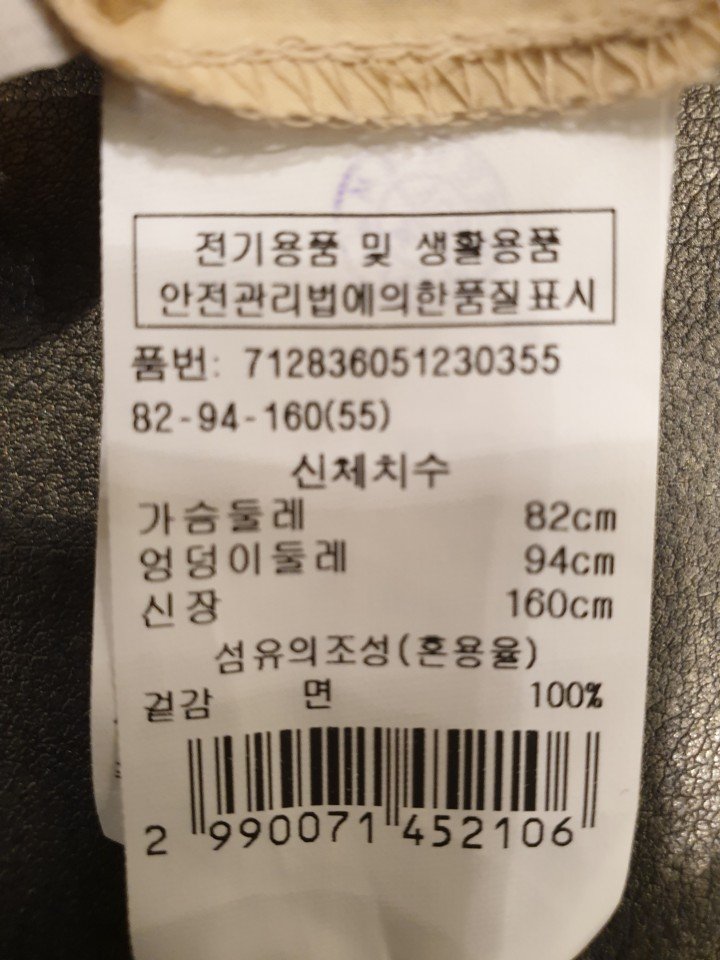 전기용품 및 생활용품
안전관리법에의한품질표시
품번: 712836051230355
82-94-160(55)
신체치수
가슴둘레 82cm
엉덩이둘레 94cm
신장 160cm
섬유의조성(혼용율)
겉감 면 100%
2 990071 452106